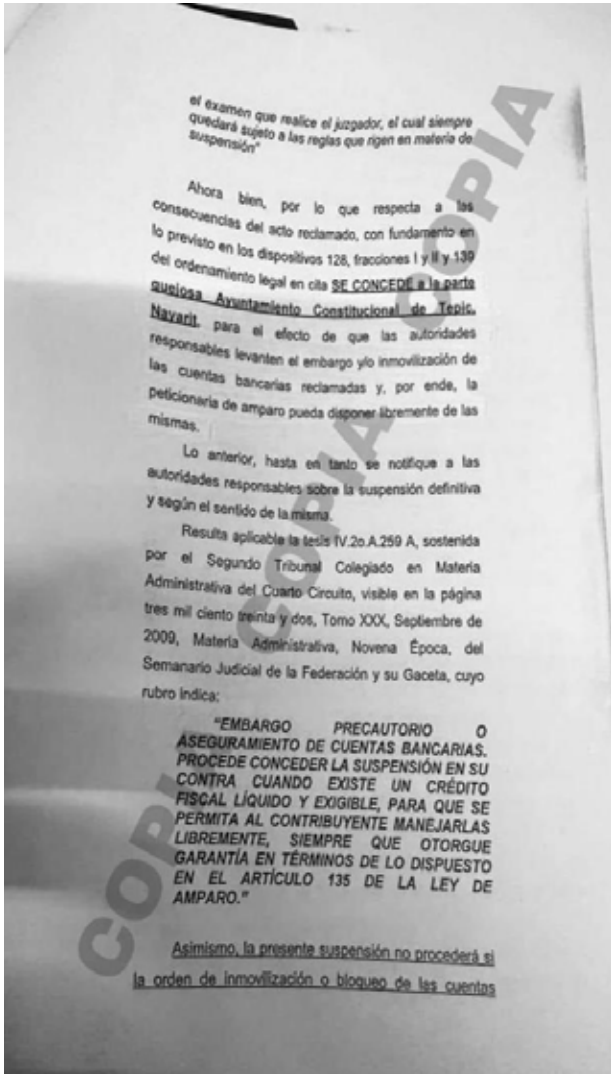 el examen que realice el juzgador, el cual siempre
quedará sujeto a las reglas que rigen en materia de
suspensión"
Ahora bien, por lo que respecta a las
consecuencias del acto reclamado, con fundamento en
lo previsto en los dispositivos 128, fracciones I y II y 139
del ordenamiento legal en cita SE CONCEDE a la parte
quejosa Ayuntamiento Constitucional de Tepic,
Nayarit, para el efecto de que las autoridades
responsables levanten el embargo y/o inmovilización de
las cuentas bancarias reclamadas y, por ende, la
peticionaria de amparo pueda disponer libremente de las
mismas.
Lo anterior, hasta en tanto se notifique a las
autoridades responsables sobre la suspensión definitiva
y según el sentido de la misma.
Resulta aplicable la tesis IV.2o.A.259 A, sostenida
por el Segundo Tribunal Colegiado en Materia
Administrativa del Cuarto Circuito, visible en la página
tres mil ciento treinta y dos, Tomo XXX, Septiembre de
2009, Materia Administrativa, Novena Época, del
Semanario Judicial de la Federación y su Gaceta, cuyo
rubro indica:
"EMBARGO PRECAUTORIO O
ASEGURAMIENTO DE CUENTAS BANCARIAS.
PROCEDE CONCEDER LA SUSPENSIÓN EN SU
CONTRA CUANDO EXISTE UN CRÉDITO
FISCAL LÍQUIDO Y EXIGIBLE, PARA QUE SE
PERMITA AL CONTRIBUYENTE MANEJARLAS
LIBREMENTE, SIEMPRE QUE OTORGUE
GARANTÍA EN TÉRMINOS DE LO DISPUESTO
EN EL ARTÍCULO 135 DE LA LEY DE
AMPARO."
Asimismo, la presente suspensión no procederá si
la orden de inmovilización o bloqueo de las cuentas
COPIA COPIA COPIA